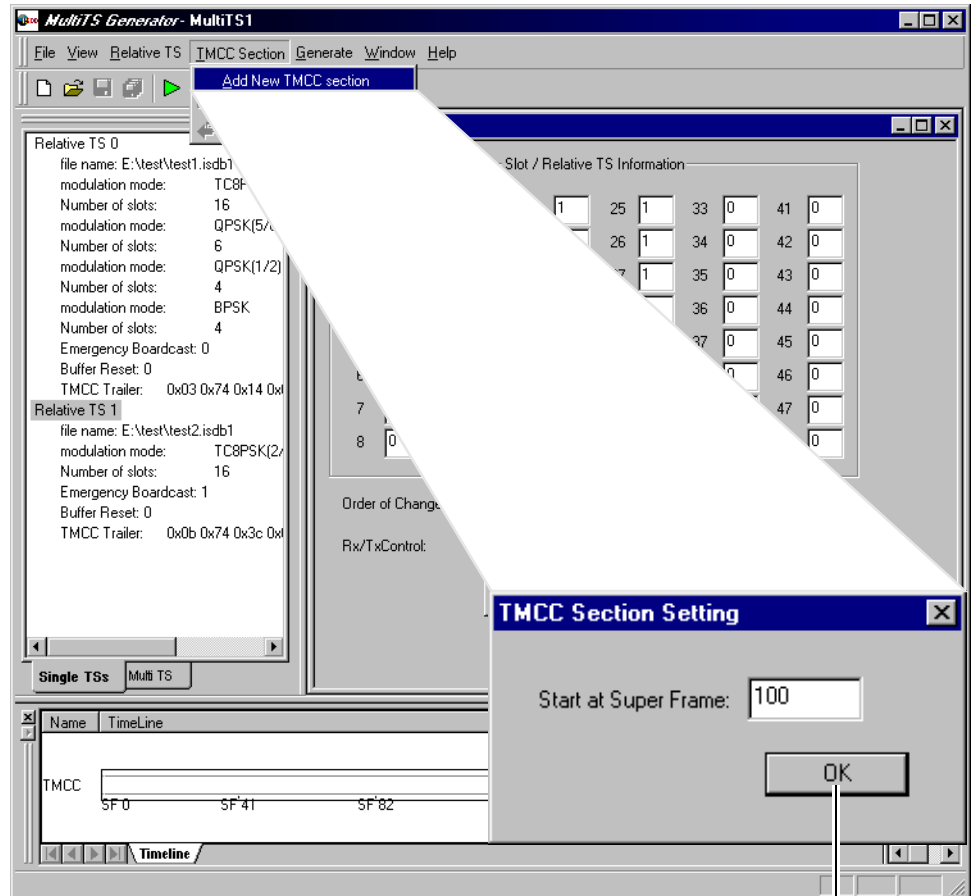 MultiTS Generator - MultiTS1
File View Relative TS TMCC Section Generate Window Help
Add New TMCC section
Relative TS 0
file name: E:\test\test1.isdb1
modulation mode: TC8P
Number of slots: 16
modulation mode: QPSK(5/
Number of slots: 6
modulation mode: QPSK(1/2)
Number of slots: 4
modulation mode: BPSK
Number of slots: 4
Emergency Boardcast: 0
Buffer Reset: 0
TMCC Trailer: 0x03 0x74 0x14 0x
Relative TS 1
file name: E:\test\test2.isdb1
modulation mode: TC8PSK(2/
Number of slots: 16
Emergency Boardcast: 1
Buffer Reset: 0
TMCC Trailer: 0x0b 0x74 0x3c 0x
Single TSs Multi TS
Slot / Relative TS Information
1 25 1 33 0 41 0
26 1 34 0 42 0
1 35 0 43 0
36 0 44 0
37 0 45 0
0 46 0
7 47 0
8 0 0
Order of Change
Rx/TxControl:
TMCC Section Setting
Start at Super Frame: 100
OK
Name TimeLine
TMCC
SF 0 SF 41 SF 82
Timeline